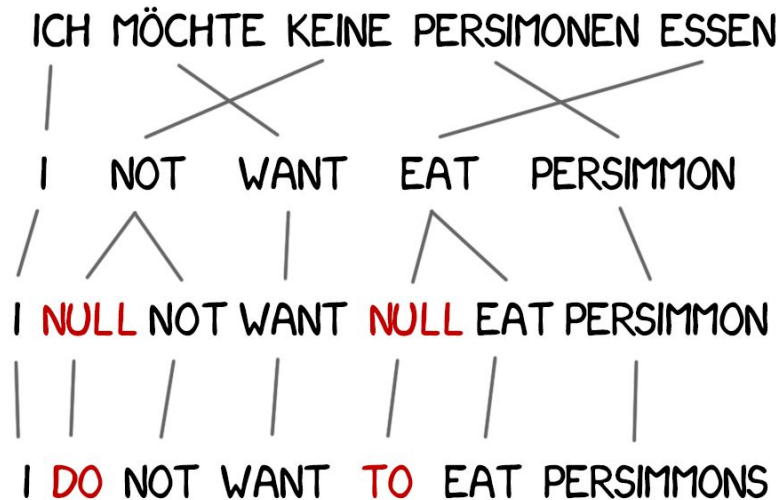 ICH MÖCHTE KEINE PERSIMONEN ESSEN
I NOT WANT EAT PERSIMMON
I NULL NOT WANT NULL EAT PERSIMMON
I DO NOT WANT TO EAT PERSIMMONS